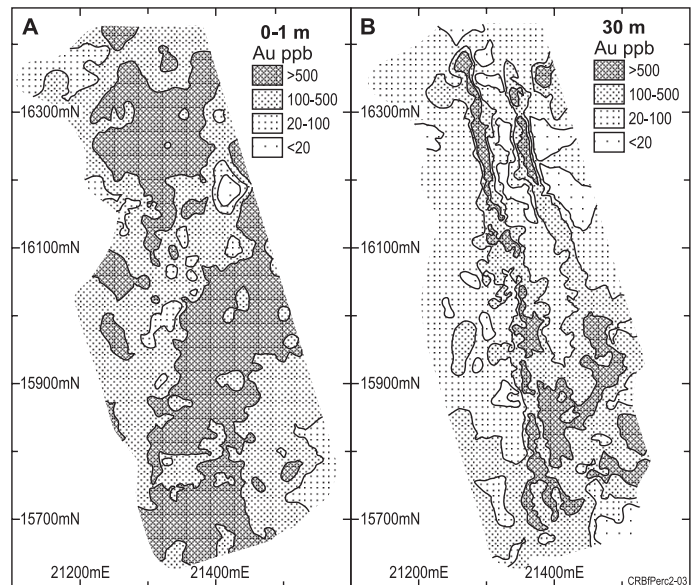 A
0-1 m
Au ppb
>500
100-500
20-100
<20
16300mN
16100mN
15900mN
15700mN
21200mE
21400mE
B
30 m
Au ppb
>500
100-500
20-100
<20
16300mN
16100mN
15900mN
15700mN
21200mE
21400mE
CRBfPerc2-03